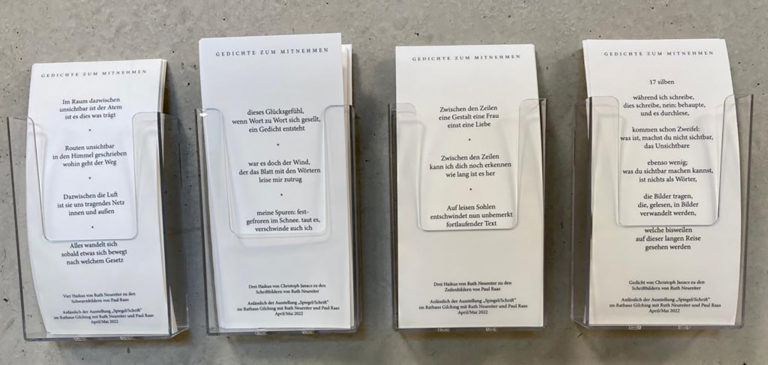 GEDICHTE ZUM MITNEHMEN
Im Raum dazwischen
unsichtbar ist der Atem
ist es dies was trägt
*
Routen unsichtbar
in den Himmel geschrieben
wohin geht der Weg
*
Dazwischen die Luft
ist sie uns tragendes Netz
innen und außen
*
Alles wandelt sich
sobald etwas sich bewegt
nach welchem Gesetz
Vier Haikus von Ruth Neureiter zu den
von Paul Raas
Anlässlich der Ausstellung „Spiegel/Schrift“
im Rathaus Gilching mit Ruth Neureiter und Paul Raas
April/Mai 2022
GEDICHTE ZUM MITNEHMEN
dieses Glücksgefühl,
wenn Wort zu Wort sich gesellt,
ein Gedicht entsteht
*
war es doch der Wind,
der das Blatt mit den Wörtern
leise mir zutrug
*
meine Spuren: fest-
gefroren im Schnee. taut es,
verschwinde auch ich
Drei Haikus von Christoph Janacs zu den
Schriftbildern von Ruth Neureiter
Anlässlich der Ausstellung „Spiegel/Schrift“
im Rathaus Gilching mit Ruth Neureiter und Paul Raas
April/Mai 2022
GEDICHTE ZUM MITNEHMEN
Zwischen den Zeilen
eine Gestalt eine Frau
einst eine Liebe
*
Zwischen den Zeilen
kann ich dich noch erkennen
wie lang ist es her
*
Auf leisen Sohlen
entschwindet nun unbemerkt
fortlaufender Text
Drei Haikus von Ruth Neureiter zu den
Zeilenbildern von Paul Raas
Anlässlich der Ausstellung „Spiegel/Schrift“
im Rathaus Gilching mit Ruth Neureiter und Paul Raas
April/Mai 2022
GEDICHTE ZUM MITNEHMEN
17 silben
während ich schreibe,
dies schreibe, nein: behaupte,
und es durchlese,
kommen schon Zweifel:
was ist, machst du nicht sichtbar,
das Unsichtbare
ebenso wenig;
was du sichtbar machen kannst,
ist nichts als Wörter,
die Bilder tragen,
die, gelesen, in Bilder
verwandelt werden,
welche bisweilen
auf dieser langen Reise
gesehen werden
Gedicht von Christoph Janacs zu den
Schriftbildern von Ruth Neureiter
Anlässlich der Ausstellung „Spiegel/Schrift“
im Rathaus Gilching mit Ruth Neureiter und Paul Raas
April/Mai 2022